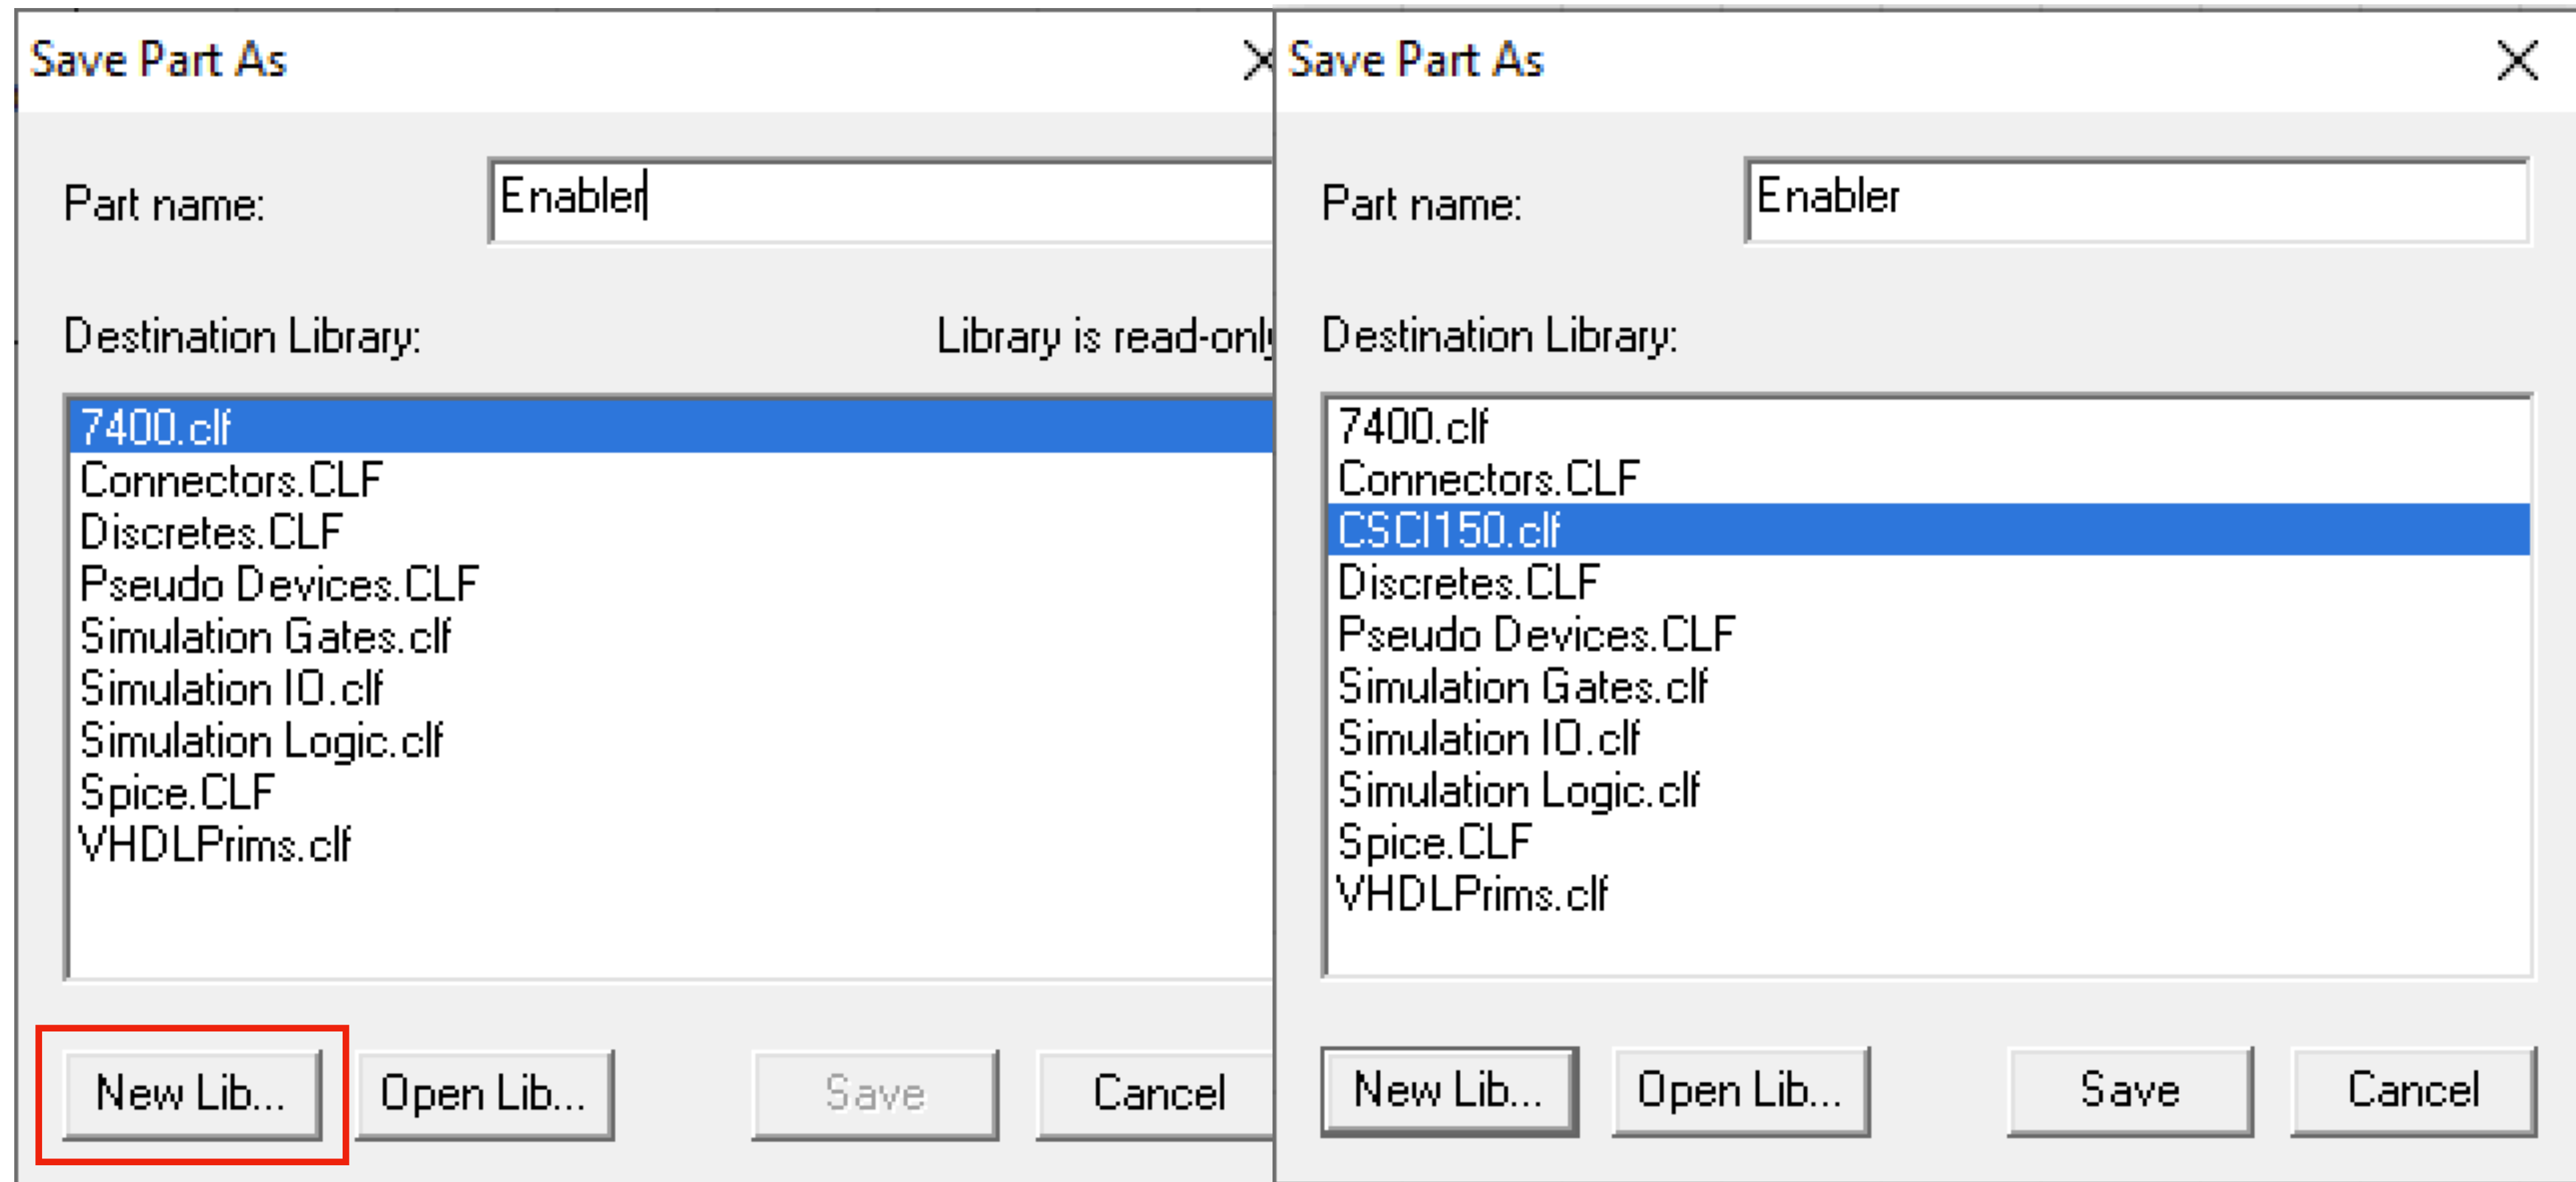 Save Part As
Part name:
Enabler
Destination Library:
Library is read-only
7400.clf
Connectors.CLF
Discretes.CLF
Pseudo Devices.CLF
Simulation Gates.clf
Simulation IO.clf
Simulation Logic.clf
Spice.CLF
VHDLPrims.clf
New Lib...
Open Lib...
Save
Cancel
Save Part As
Part name:
Enabler
Destination Library:
7400.clf
Connectors.CLF
CSCI150.clf
Discretes.CLF
Pseudo Devices.CLF
Simulation Gates.clf
Simulation IO.clf
Simulation Logic.clf
Spice.CLF
VHDLPrims.clf
New Lib...
Open Lib...
Save
Cancel